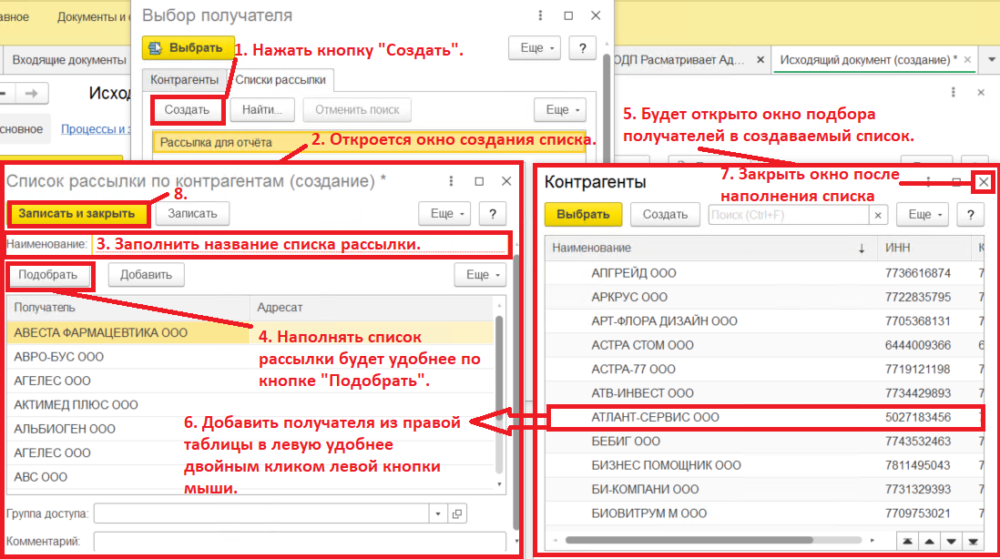 авное
Документы и
Выбор получателя
Выбрать
Еще
?
1. Нажать кнопку "Создать".
Входящие документы
ОДП Расматривает Ад...
Исходящий документ (создание) *
Контрагенты
Списки рассылки
Исход
Создать
Найти...
Отменить поиск
Еще
5. Будет открыто окно подбора
получателей в создаваемый список.
сновное
Процессы и з
Рассылка для отчёта
2. Откроется окно создания списка.
Список рассылки по контрагентам (создание) *
8.
Записать и закрыть
Записать
Еще
?
Наименование:
3. Заполнить название списка рассылки.
Подобрать
Добавить
Еще
Получатель
Адресат
АВЕСТА ФАРМАЦЕВТИКА ООО
АВРО-БУС ООО
АГЕЛЕС ООО
АКТИМЕД ПЛЮС ООО
АЛЬБИОГЕН ООО
АГЕЛЕС ООО
АВС ООО
4. Наполнять список
рассылки будет удобнее по
кнопке "Подобрать".
6. Добавить получателя из правой
таблицы в левую удобнее
двойным кликом левой кнопки
мыши.
Группа доступа:
Комментарий:
Контрагенты
7. Закрыть окно после
наполнения списка
Выбрать
Создать
Поиск (Ctrl+F)
Еще
?
Наименование
ИНН
К
АПГРЕЙД ООО 7736616874 7
АРКРУС ООО 7722835795 7
АРТ-ФЛОРА ДИЗАЙН ООО 7705368131 7
АСТРА СТОМ ООО 6444009366 6
АСТРА-77 ООО 7719121198 7
АТВ-ИНВЕСТ ООО 7734429893 7
АТЛАНТ-СЕРВИС ООО 5027183456 7
БЕБИГ ООО 7743532463 7
БИЗНЕС ПОМОЩНИК ООО 7811495043 7
БИ-КОМПАНИ ООО 7731329393 7
БИОВИТРУМ М ООО 7709753021 7